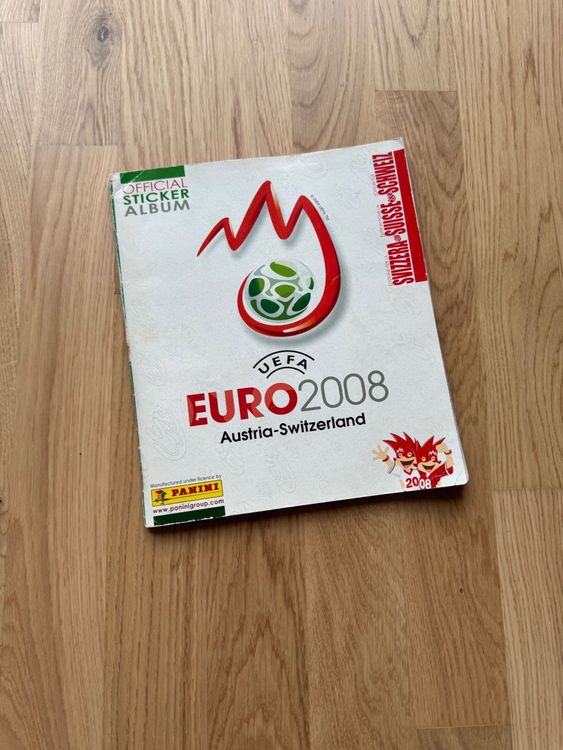 OFFICIAL
STICKER
ALBUM
SVIZZERA SUISSE SCHWEIZ
UEFA
EURO2008
Austria-Switzerland
Manufactured under licence by
PANINI
www.paninigroup.com
2008